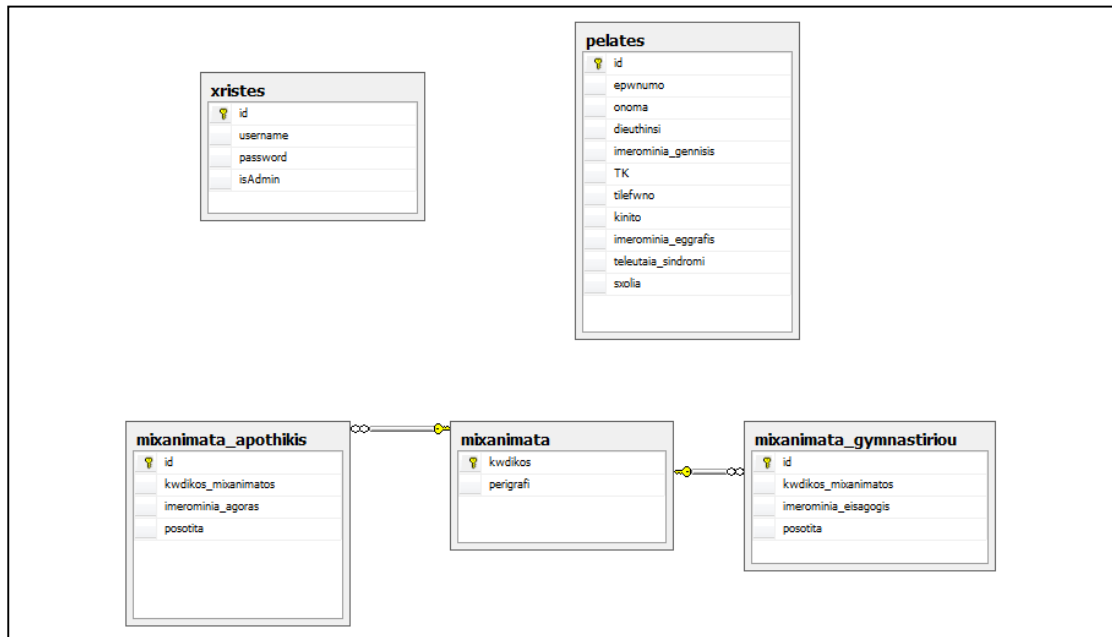 xristes
id
username
password
isAdmin
pelates
id
epwnumo
onoma
dieuthinsi
imerominia_gennisis
TK
tilefwno
kinito
imerominia_eggrafis
teleutaia_sindromi
sxolia
mixanimata_apothikis
id
kwdikos_mixanimatos
imerominia_agoras
posotita
mixanimata
kwdikos
perigrafi
mixanimata_gymnastiriou
id
kwdikos_mixanimatos
imerominia_eisagogis
posotita